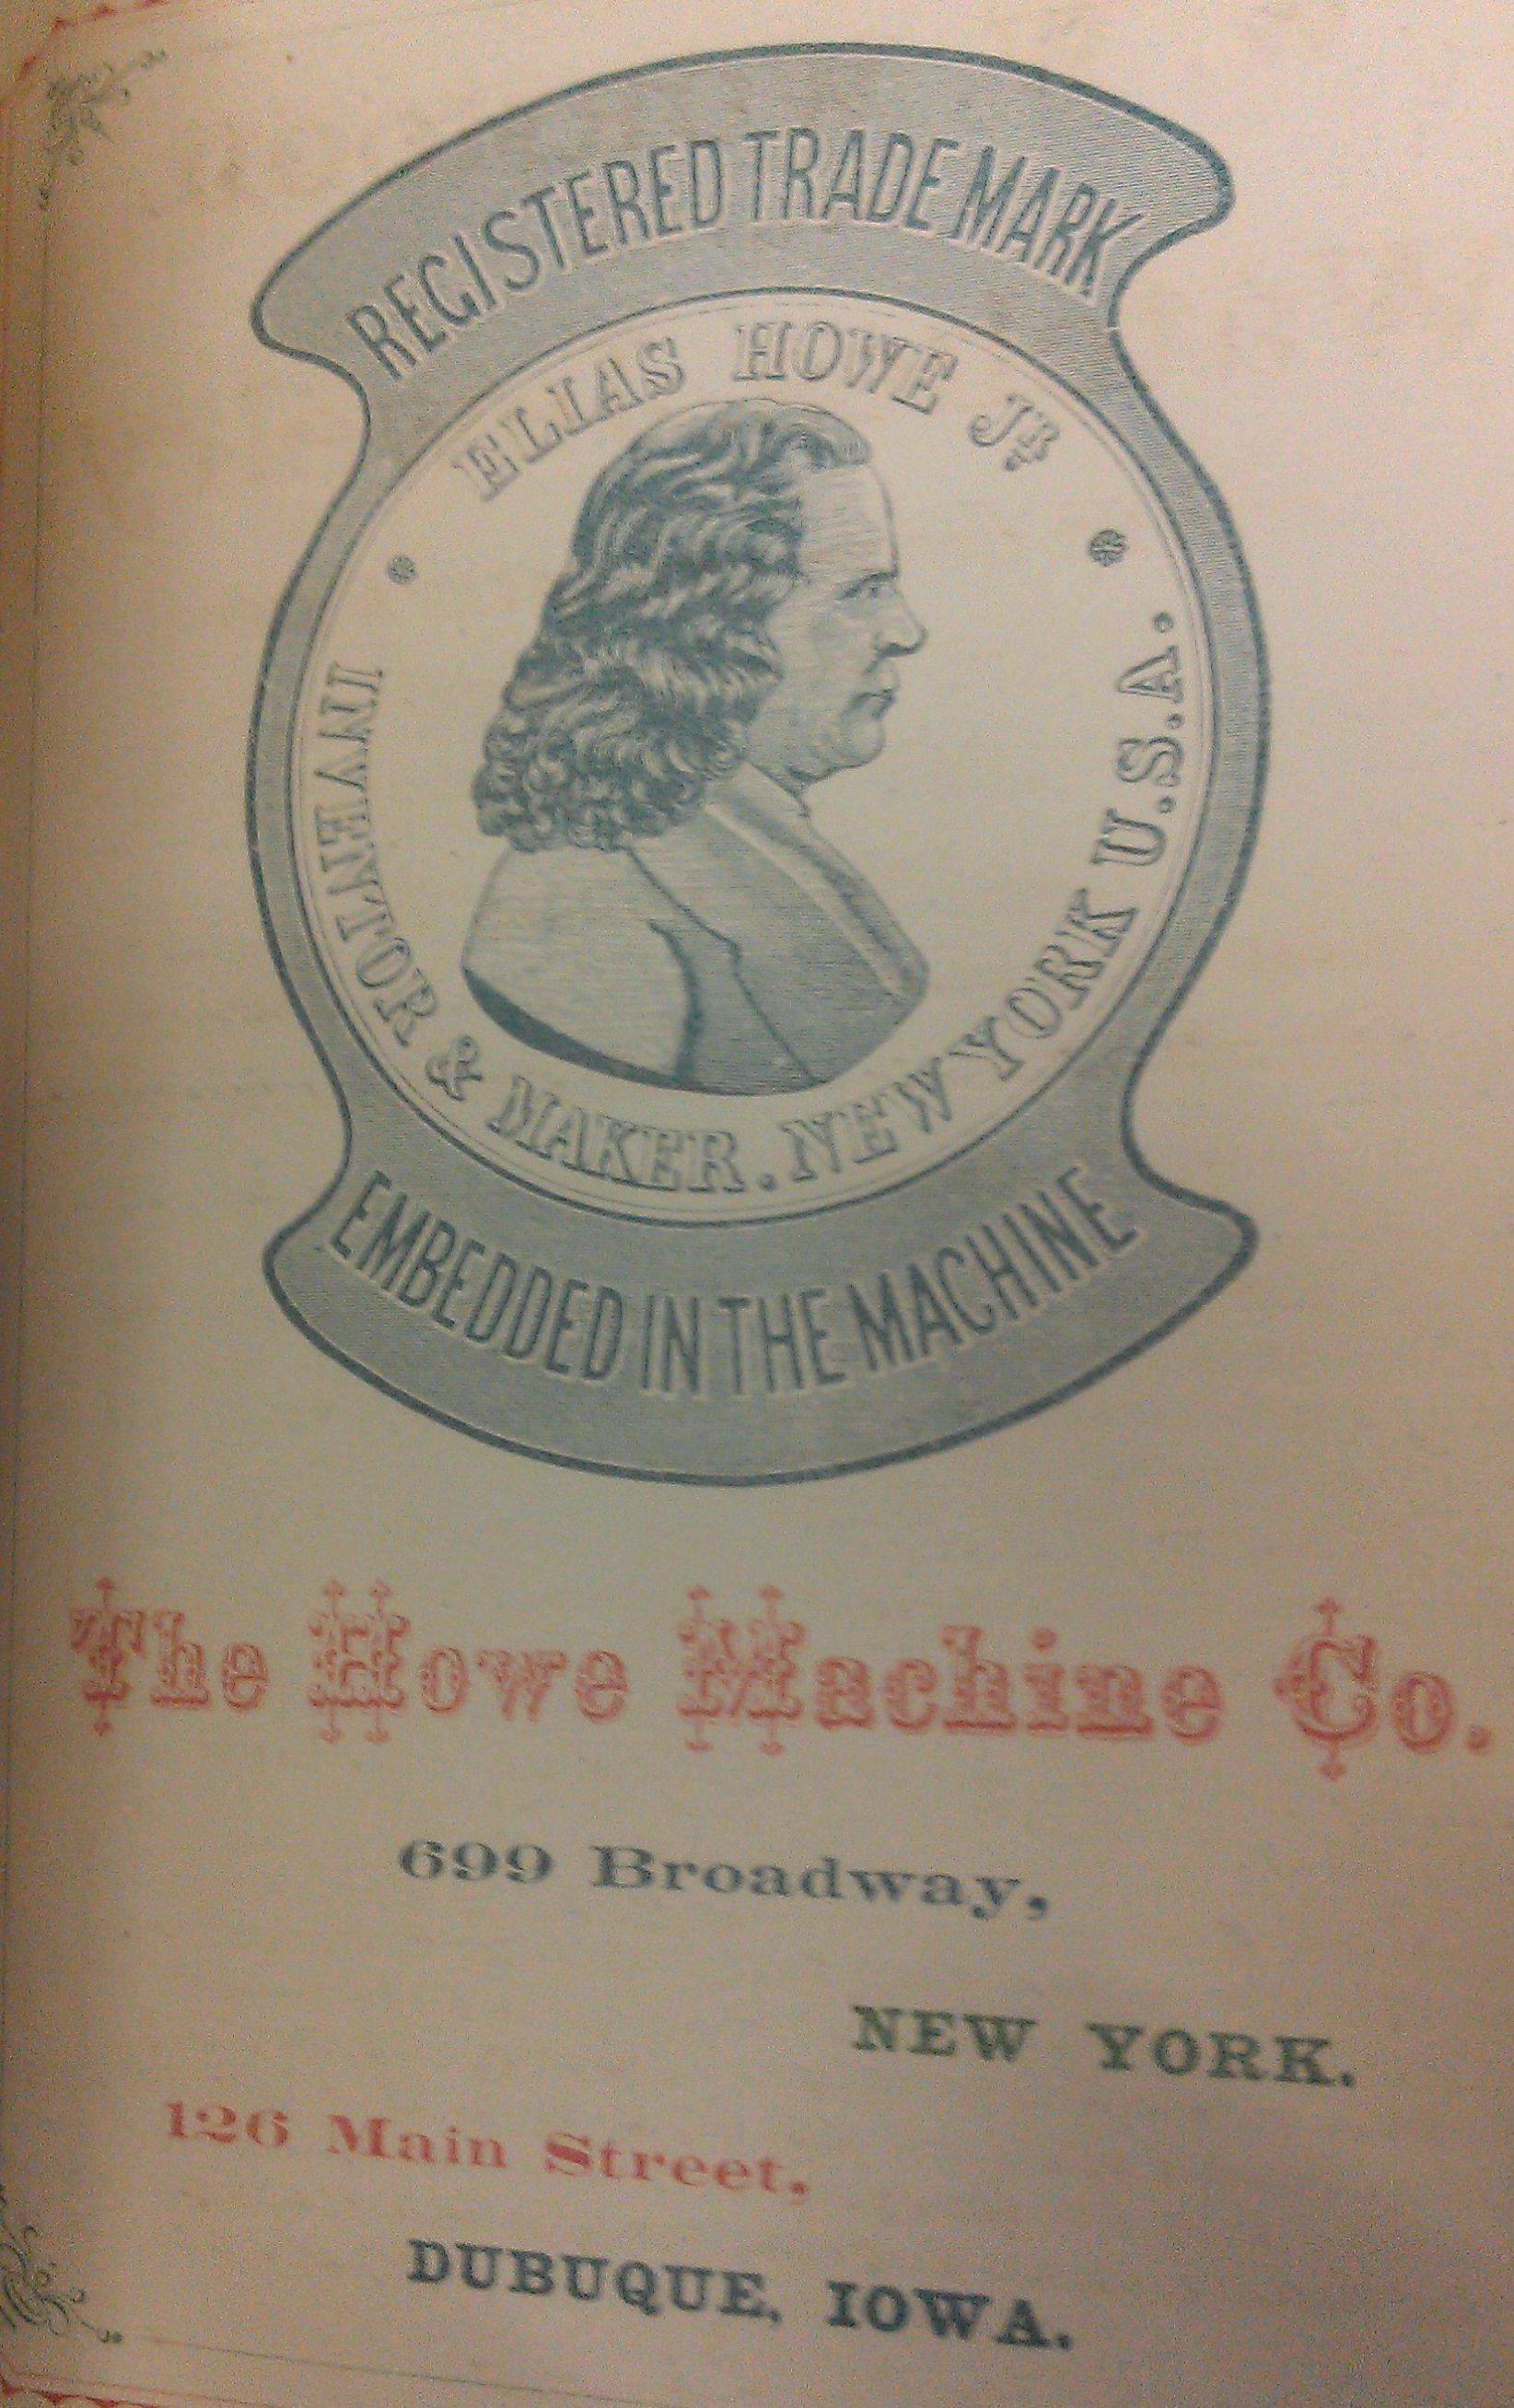 REGISTERED TRADE MARK
ELIAS HOWE JR.
INVENTOR & MAKER. NEW YORK U.S.A.
EMBEDDED IN THE MACHINE
The Howe Machine Co.
699 Broadway,
NEW YORK.
126 Main Street,
DUBUQUE, IOWA.